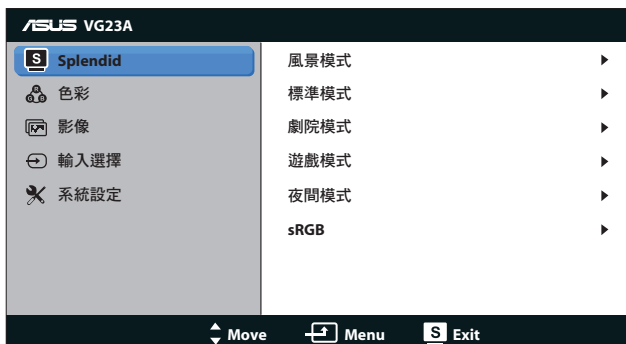 ASUS VG23A
S Splendid
色彩
影像
輸入選擇
系統設定
風景模式
標準模式
劇院模式
遊戲模式
夜間模式
sRGB
Move Menu S Exit